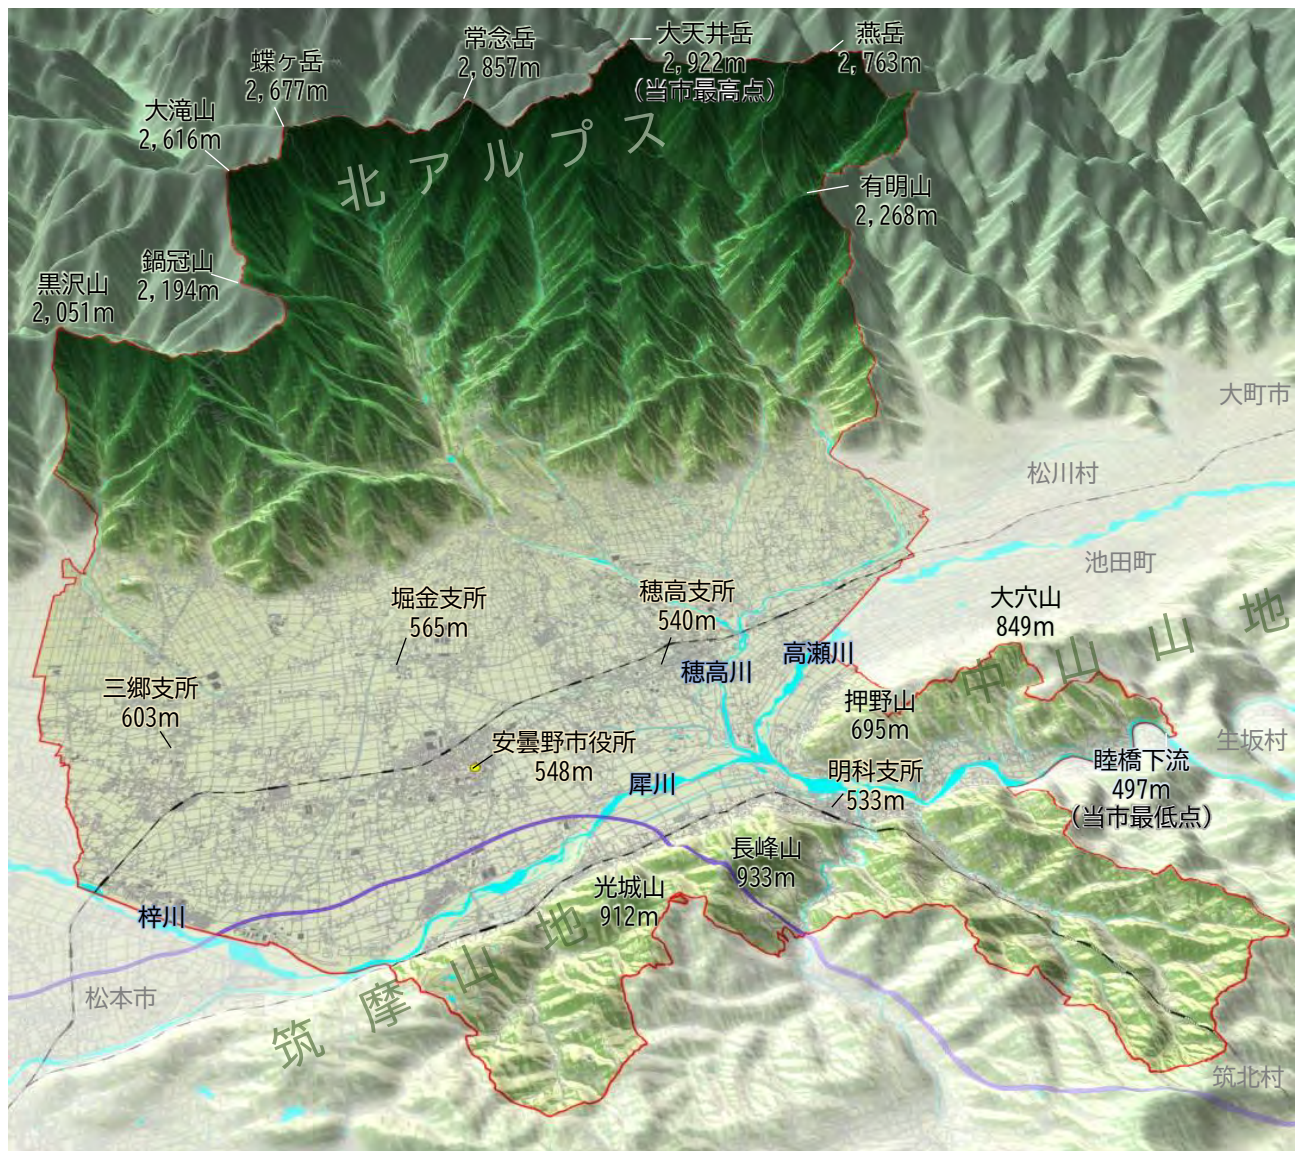 常念岳
2,857m
大天井岳
2,922m
(当市最高点)
燕岳
2,763m
蝶ヶ岳
2,677m
大滝山
2,616m
北アルプス
有明山
2,268m
鍋冠山
2,194m
黒沢山
2,051m
大町市
松川村
池田町
堀金支所
565m
穂高支所
540m
大穴山
849m
中山山地
高瀬川
穂高川
三郷支所
603m
押野山
695m
生坂村
安曇野市役所
548m
犀川
明科支所
533m
睦橋下流
497m
(当市最低点)
長峰山
933m
光城山
912m
梓川
筑摩山地
松本市
筑北村